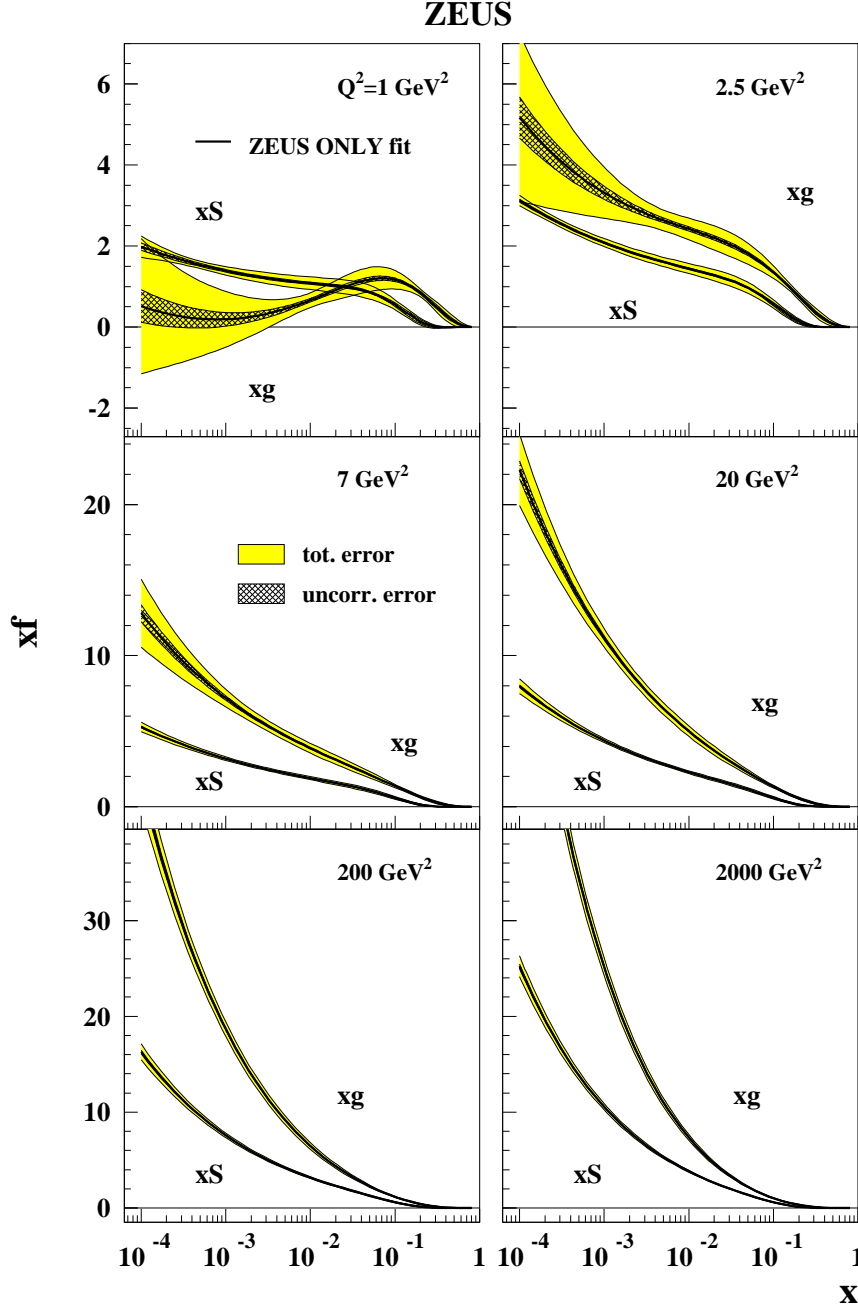 ZEUS
Q²=1 GeV²
2.5 GeV²
ZEUS ONLY fit
xS
xg
xg
xS
6
4
2
0
-2
7 GeV²
20 GeV²
tot. error
uncorr. error
xf
xg
xS
xg
xS
20
10
0
200 GeV²
2000 GeV²
xg
xS
xg
xS
30
20
10
0
10⁻⁴ 10⁻³ 10⁻² 10⁻¹ 1
10⁻⁴ 10⁻³ 10⁻² 10⁻¹ 1
x